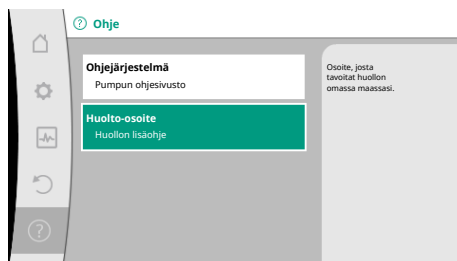 Ohje
Ohjejärjestelmä
Pumpun ohjesivusto
Huolto-osoite
Huollon lisäohje
Osoite, josta
tavoitat huollon
omassa maassasi.